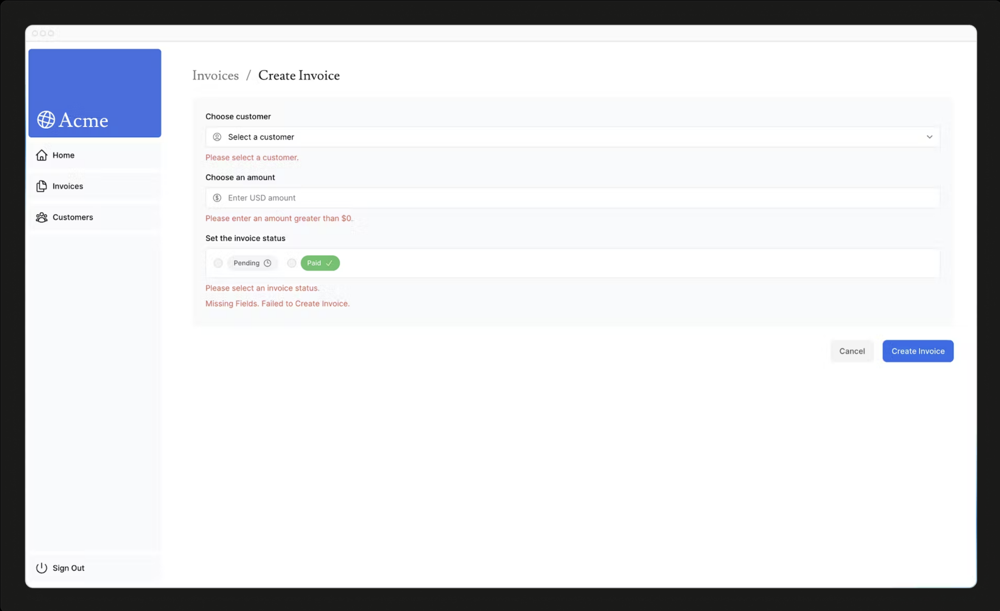 Acme
Home
Invoices
Customers
Sign Out
Invoices / Create Invoice
Choose customer
Select a customer
Please select a customer.
Choose an amount
Enter USD amount
Please enter an amount greater than $0.
Set the invoice status
Pending Paid
Please select an invoice status.
Missing Fields. Failed to Create Invoice.
Cancel Create Invoice